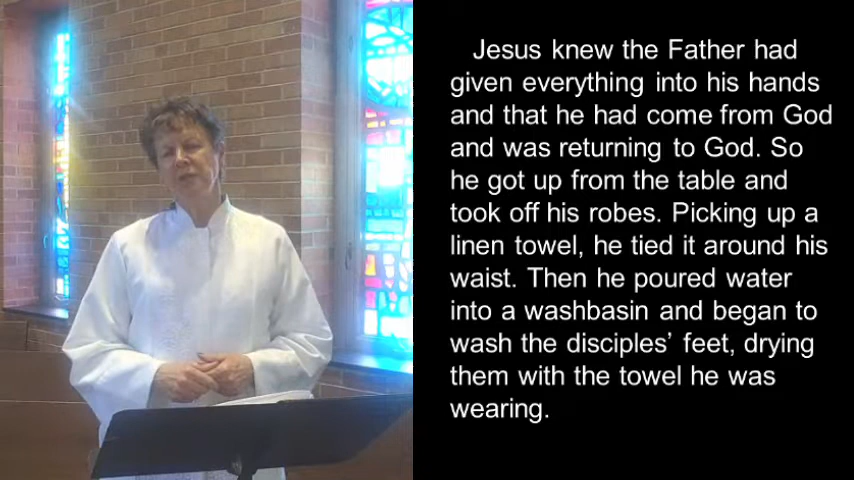 Jesus knew the Father had
given everything into his hands
and that he had come from God
and was returning to God. So
he got up from the table and
took off his robes. Picking up a
linen towel, he tied it around his
waist. Then he poured water
into a washbasin and began to
wash the disciples’ feet, drying
them with the towel he was
wearing.